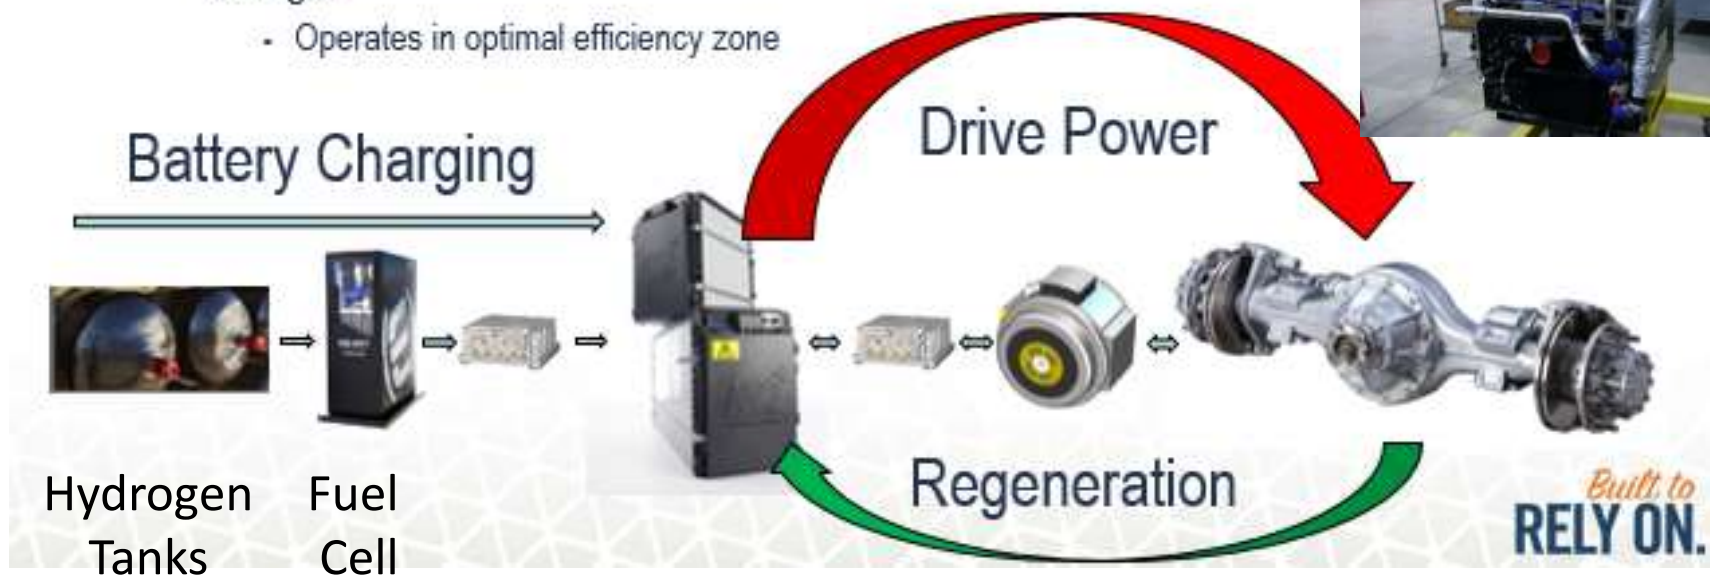 - Operates in optimal efficiency zone
Drive Power
Battery Charging
Regeneration
Hydrogen
Tanks
Fuel
Cell
Built to
RELY ON.